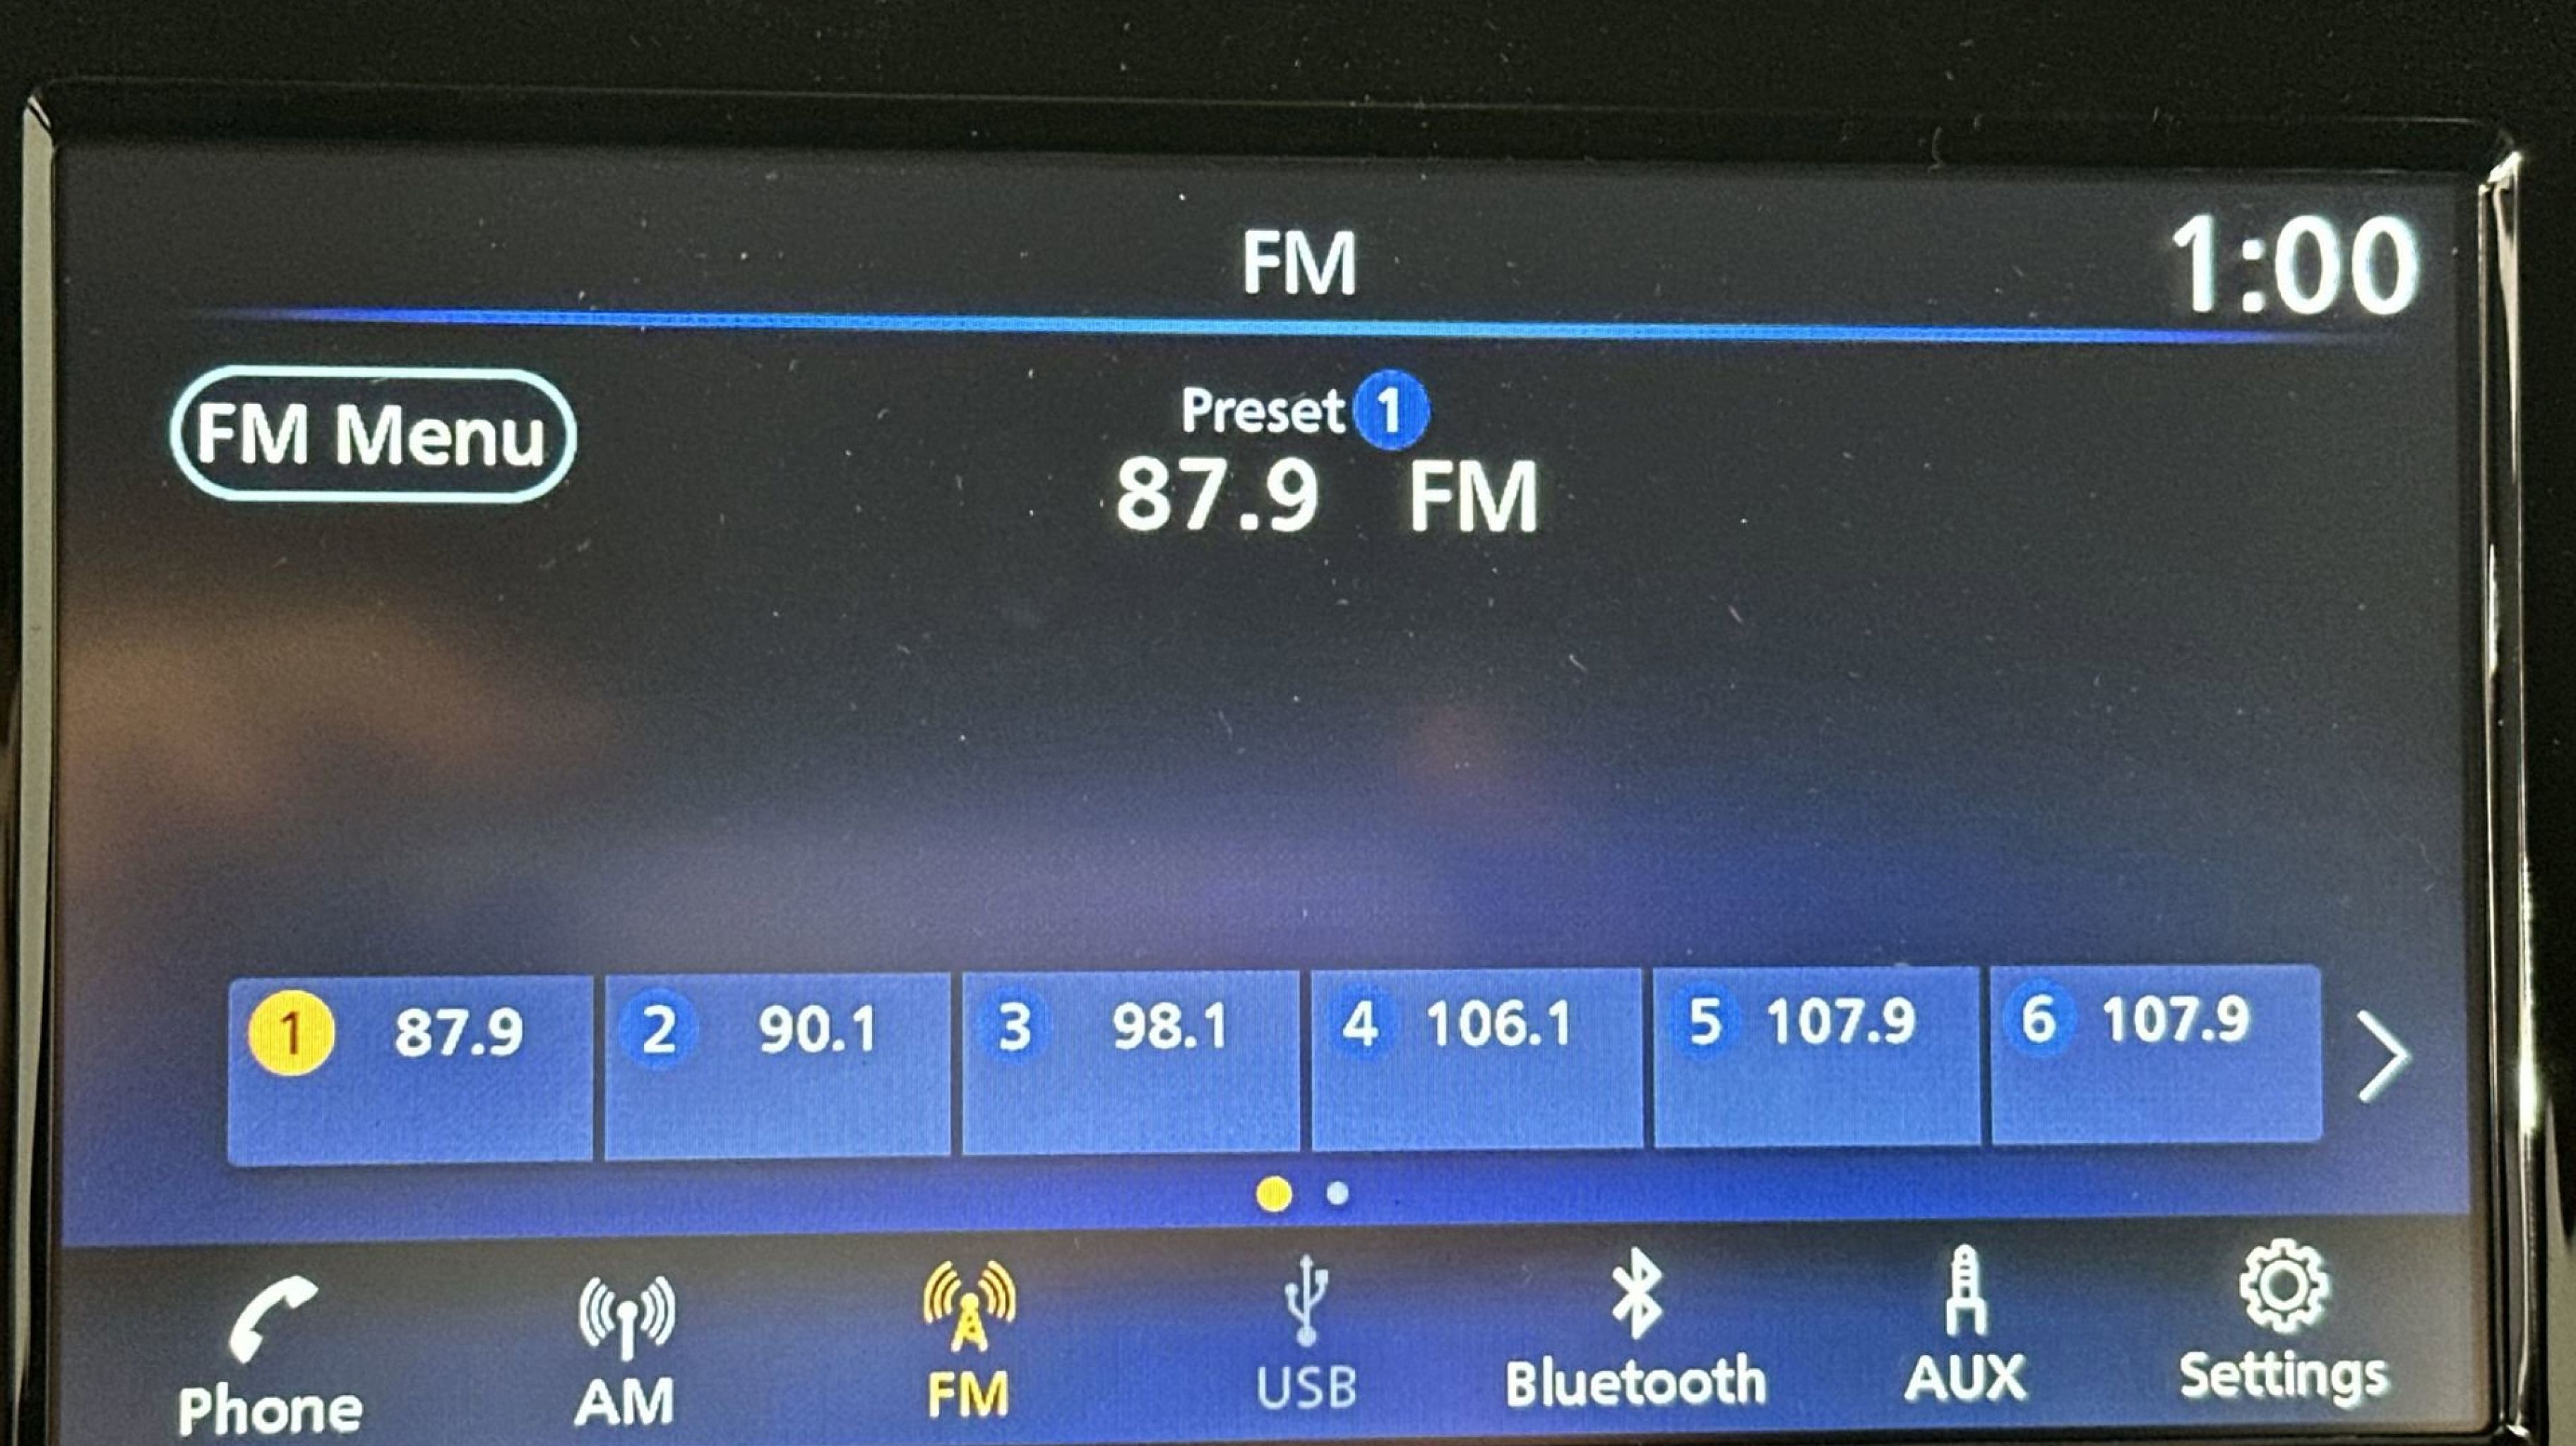 FM
1:00
FM Menu
Preset 1
87.9 FM
1 87.9 2 90.1 3 98.1 4 106.1 5 107.9 6 107.9
Phone AM FM USB Bluetooth AUX Settings